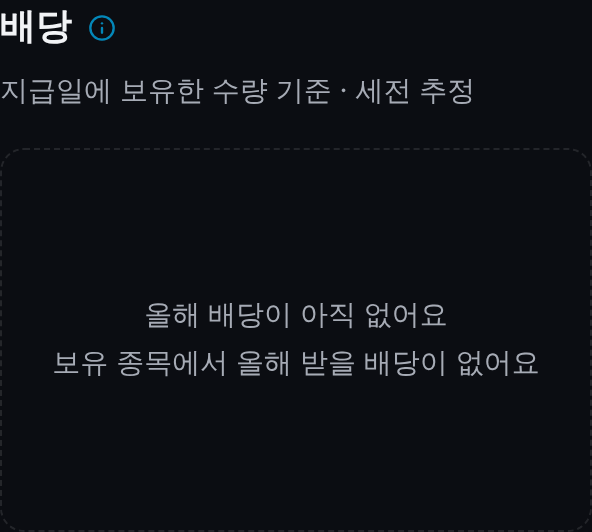 배당
지급일에 보유한 수량 기준 · 세전 추정
올해 배당이 아직 없어요
보유 종목에서 올해 받을 배당이 없어요